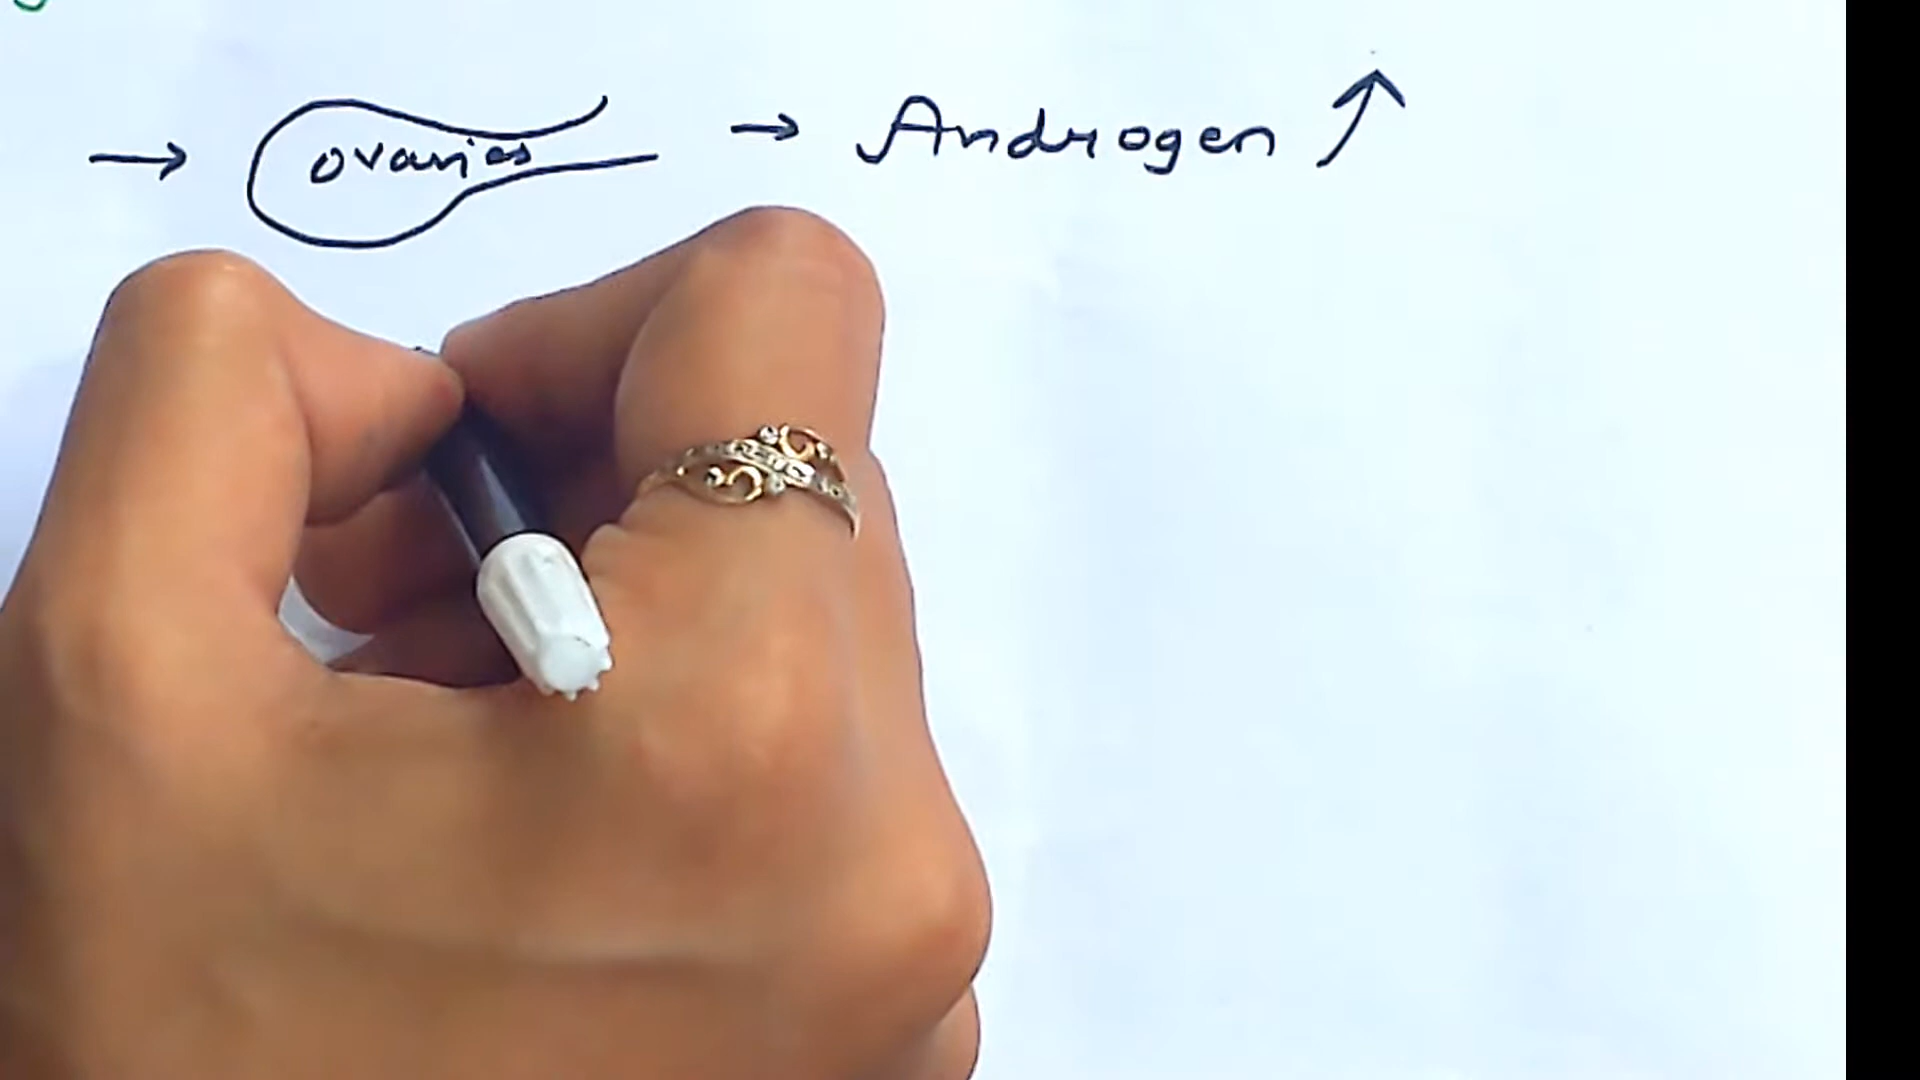 → ovaries → Androgen ↑